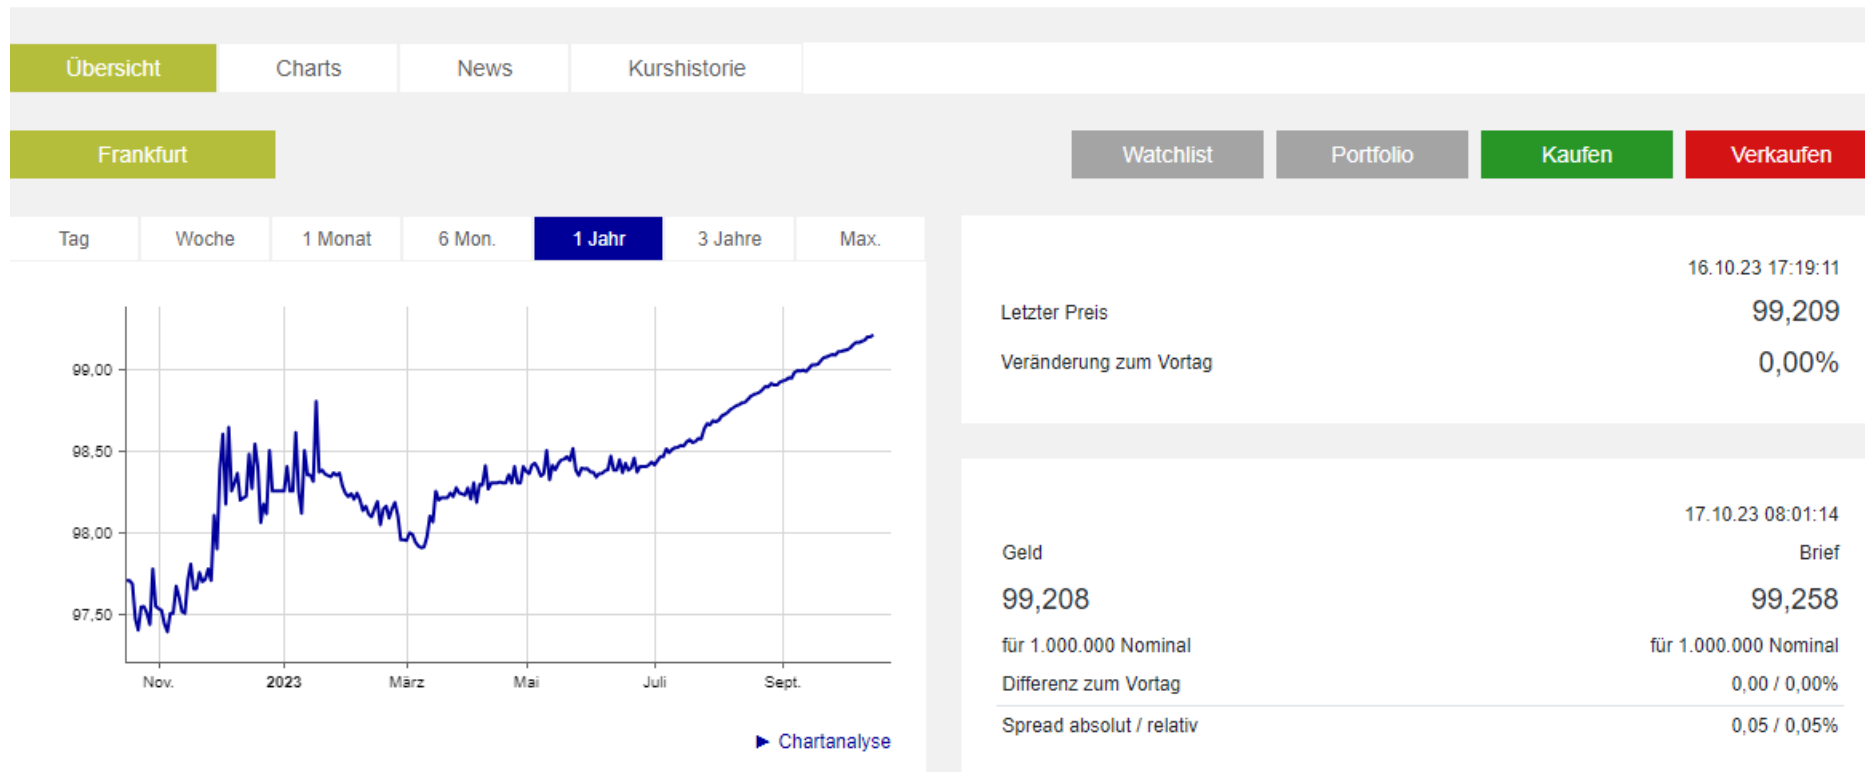 Übersicht Charts News Kurshistorie
Frankfurt Watchlist Portfolio Kaufen Verkaufen
Tag Woche 1 Monat 6 Mon. 1 Jahr 3 Jahre Max.
99,00
98,50
98,00
97,50
Nov. 2023 März Mai Juli Sept.
► Chartanalyse
16.10.23 17:19:11
Letzter Preis 99,209
Veränderung zum Vortag 0,00%
17.10.23 08:01:14
Geld Brief
99,208 99,258
für 1.000.000 Nominal für 1.000.000 Nominal
Differenz zum Vortag 0,00 / 0,00%
Spread absolut / relativ 0,05 / 0,05%